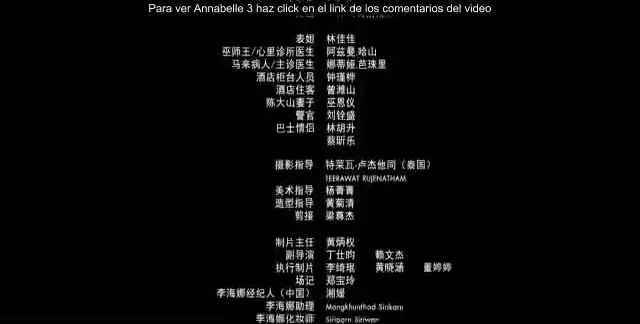 Para ver Annabelle 3 haz click en el link de los comentarios del video
表姐 林佳佳
巫师王/心里诊所医生 阿兹曼.哈山
马来病人/主诊医生 娜蒂娅.芭珠里
酒店柜台人员 钟瑾桦
酒店住客 曾潍山
陈大山妻子 巫恩仪
警官 刘铨盛
巴士情侣 林胡升
蔡昕乐
摄影指导 特莱瓦·卢杰他同（泰国）
TEERAWAT RUJENATHAM
美术指导 杨菁菁
造型指导 黄菊清
剪接 梁尊杰
制片主任 黄炳权
副导演 丁仕昀 赖文杰
执行制片 李绮珉 黄晓涵 董婷婷
场记 郑宝玲
李海娜经纪人（中国） 湘媛
李海娜助理 Mongkhunthod Sirikarn
李海娜化妆师 Siriporn Siriwan